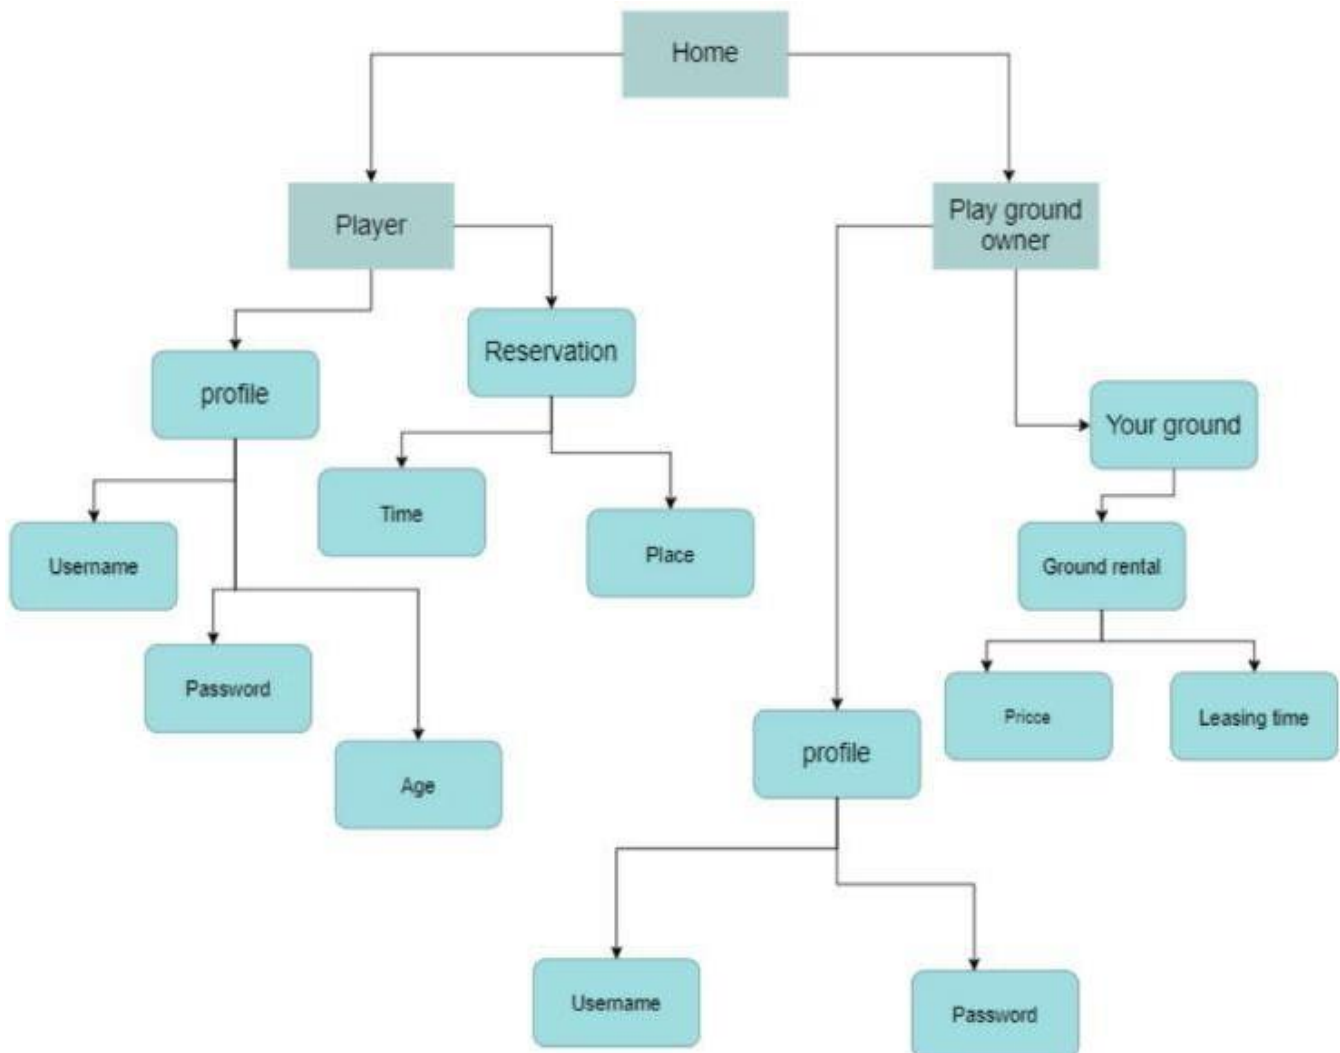 Home
Player
Play ground
owner
Reservation
profile
Your ground
Time
Username
Place
Ground rental
Password
Pricce
Leasing time
profile
Age
Username
Password